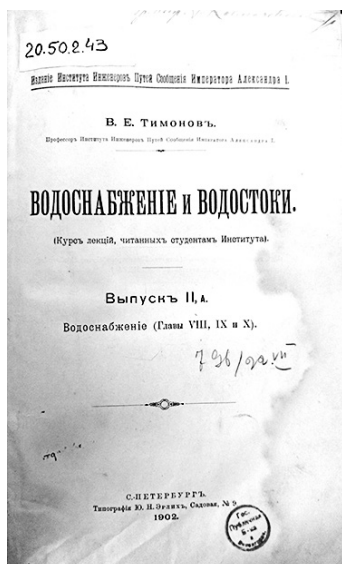 20.50.2.43
Изданіе Института Инженеровъ Путей Сообщенія Императора Александра I.
В. Е. Тимоновъ.
Профессоръ Института Инженеровъ Путей Сообщенія Императора Александра I.
ВОДОСНАБЖЕНІЕ и ВОДОСТОКИ.
(Курсъ лекцій, читанныхъ студентамъ Института).
Выпускъ II, А.
Водоснабженіе (Главы VIII, IX и X).
С.-ПЕТЕРБУРГЪ.
Типографія Ю. Н. Эрлихъ, Садовая, № 9
1902.
Гос.
Публичная